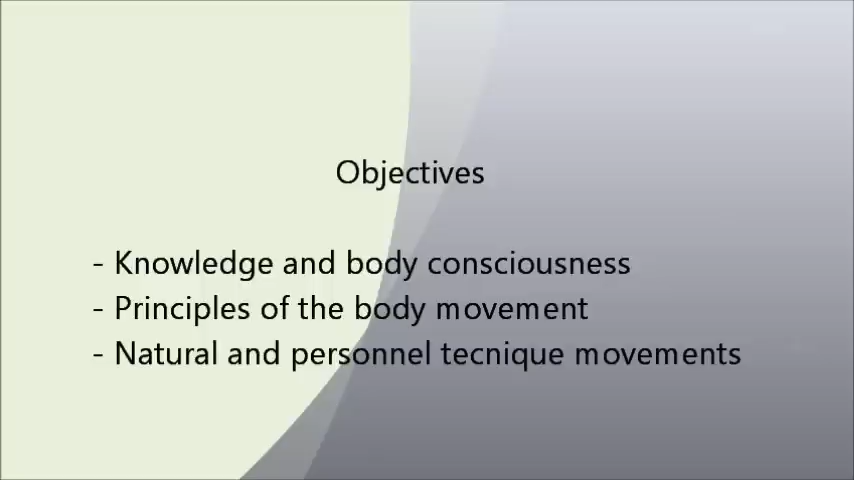 Objectives
- Knowledge and body consciousness
- Principles of the body movement
- Natural and personnel tecnique movements